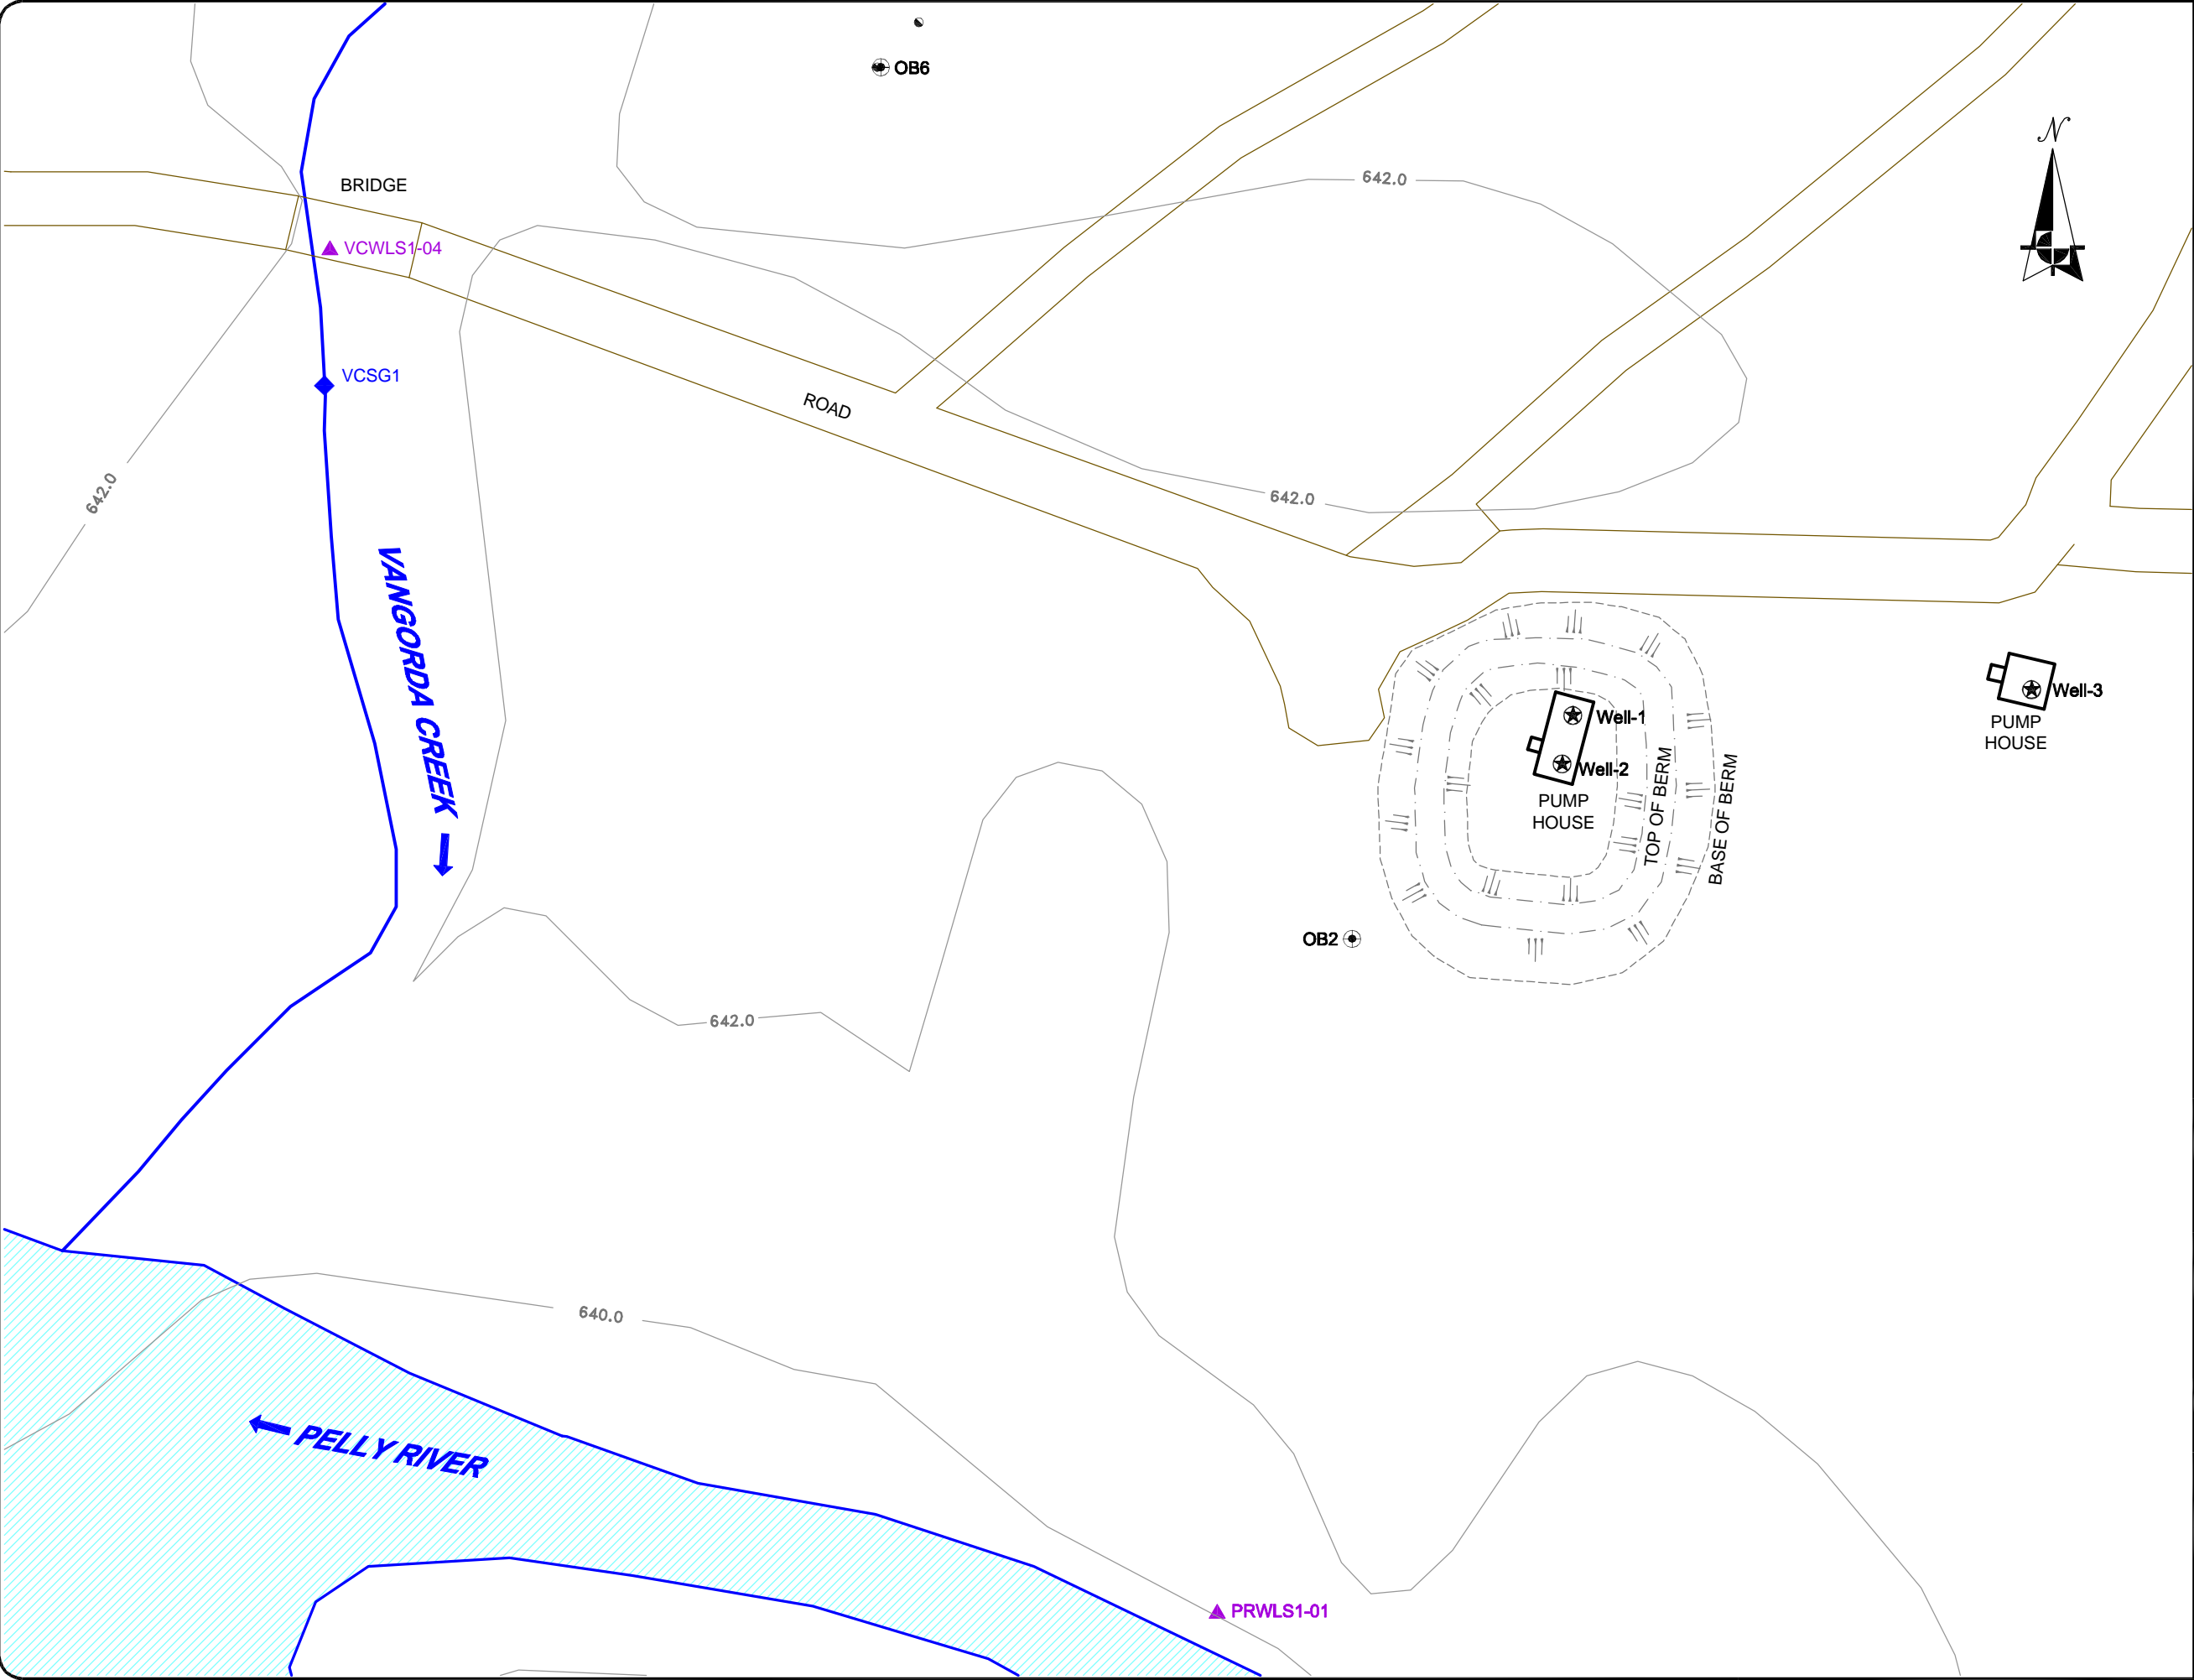 OB6
N
642.0
BRIDGE
VCWLS1-04
VCSG1
ROAD
642.0
642.0
VANGORDA CREEK
Well-3
PUMP
HOUSE
Well-1
Well-2
PUMP
HOUSE
TOP OF BERM
BASE OF BERM
OB2
642.0
640.0
PELLY RIVER
PRWLS1-01